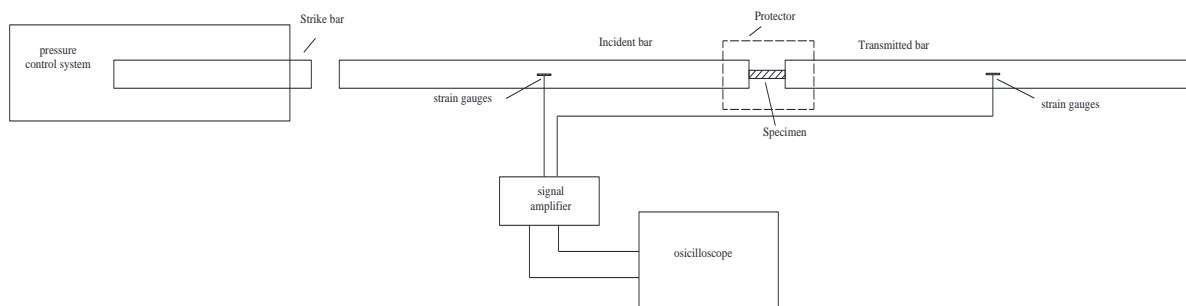 Strike bar
pressure
control system
Incident bar
Protector
Transmitted bar
strain gauges
strain gauges
Specimen
signal
amplifier
osicilloscope